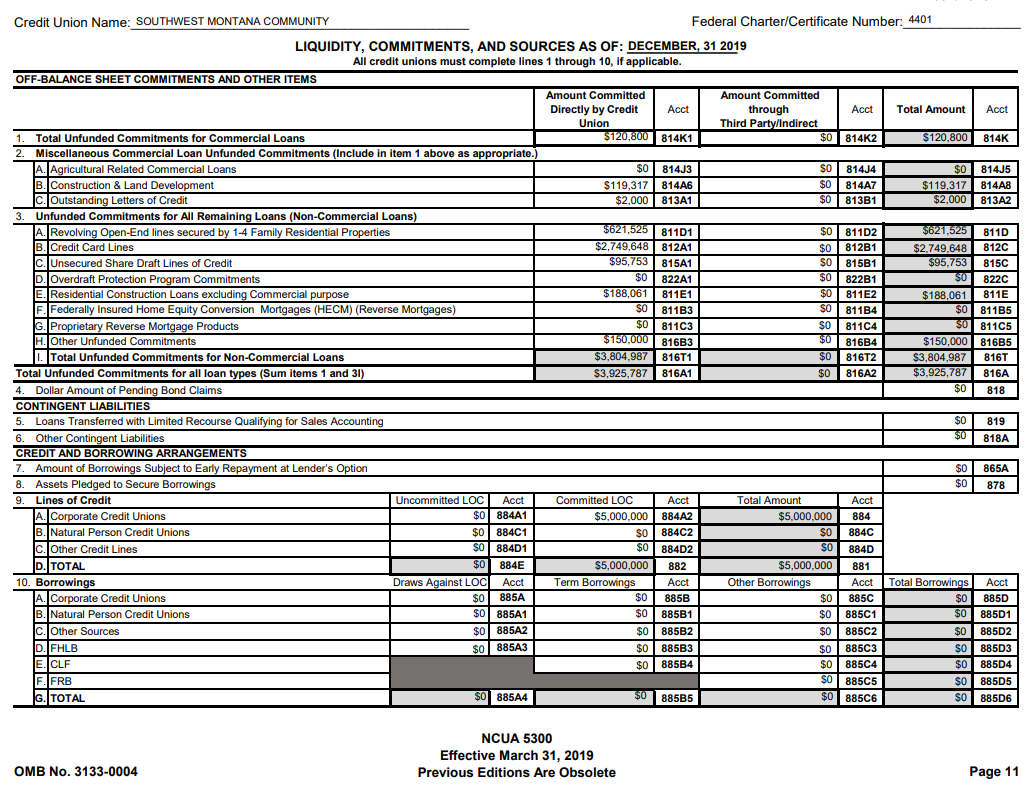 Credit Union Name: SOUTHWEST MONTANA COMMUNITY Federal Charter/Certificate Number: 4401
LIQUIDITY, COMMITMENTS, AND SOURCES AS OF: DECEMBER, 31 2019
All credit unions must complete lines 1 through 10, if applicable.
OFF-BALANCE SHEET COMMITMENTS AND OTHER ITEMS
Amount Committed Directly by Credit Union Acct Amount Committed through Third Party/Indirect Acct Total Amount Acct
1. Total Unfunded Commitments for Commercial Loans $120,800 814K1 $0 814K2 $120,800 814K
2. Miscellaneous Commercial Loan Unfunded Commitments (Include in item 1 above as appropriate.)
A. Agricultural Related Commercial Loans $0 814J3 $0 814J4 $0 814J5
B. Construction & Land Development $119,317 814A6 $0 814A7 $119,317 814A8
C. Outstanding Letters of Credit $2,000 813A1 $0 813B1 $2,000 813A2
3. Unfunded Commitments for All Remaining Loans (Non-Commercial Loans)
A. Revolving Open-End lines secured by 1-4 Family Residential Properties $621,525 811D1 $0 811D2 $621,525 811D
B. Credit Card Lines $2,749,648 812A1 $0 812B1 $2,749,648 812C
C. Unsecured Share Draft Lines of Credit $95,753 815A1 $0 815B1 $95,753 815C
D. Overdraft Protection Program Commitments $0 822A1 $0 822B1 $0 822C
E. Residential Construction Loans excluding Commercial purpose $188,061 811E1 $0 811E2 $188,061 811E
F. Federally Insured Home Equity Conversion Mortgages (HECM) (Reverse Mortgages) $0 811B3 $0 811B4 $0 811B5
G. Proprietary Reverse Mortgage Products $0 811C3 $0 811C4 $0 811C5
H. Other Unfunded Commitments $150,000 816B3 $0 816B4 $150,000 816B5
I. Total Unfunded Commitments for Non-Commercial Loans $3,804,987 816T1 $0 816T2 $3,804,987 816T
Total Unfunded Commitments for all loan types (Sum items 1 and 3I) $3,925,787 816A1 $0 816A2 $3,925,787 816A
4. Dollar Amount of Pending Bond Claims $0 818
CONTINGENT LIABILITIES
5. Loans Transferred with Limited Recourse Qualifying for Sales Accounting $0 819
6. Other Contingent Liabilities $0 818A
CREDIT AND BORROWING ARRANGEMENTS
7. Amount of Borrowings Subject to Early Repayment at Lender's Option $0 865A
8. Assets Pledged to Secure Borrowings $0 878
9. Lines of Credit Uncommitted LOC Acct Committed LOC Acct Total Amount Acct
A. Corporate Credit Unions $0 884A1 $5,000,000 884A2 $5,000,000 884
B. Natural Person Credit Unions $0 884C1 $0 884C2 $0 884C
C. Other Credit Lines $0 884D1 $0 884D2 $0 884D
D. TOTAL $0 884E $5,000,000 882 $5,000,000 881
10. Borrowings Draws Against LOC Acct Term Borrowings Acct Other Borrowings Acct Total Borrowings Acct
A. Corporate Credit Unions $0 885A $0 885B $0 885C $0 885D
B. Natural Person Credit Unions $0 885A1 $0 885B1 $0 885C1 $0 885D1
C. Other Sources $0 885A2 $0 885B2 $0 885C2 $0 885D2
D. FHLB $0 885A3 $0 885B3 $0 885C3 $0 885D3
E. CLF $0 885B4 $0 885C4 $0 885D4
F. FRB $0 885C5 $0 885D5
G. TOTAL $0 885A4 $0 885B5 $0 885C6 $0 885D6
NCUA 5300
Effective March 31, 2019
OMB No. 3133-0004 Previous Editions Are Obsolete Page 11